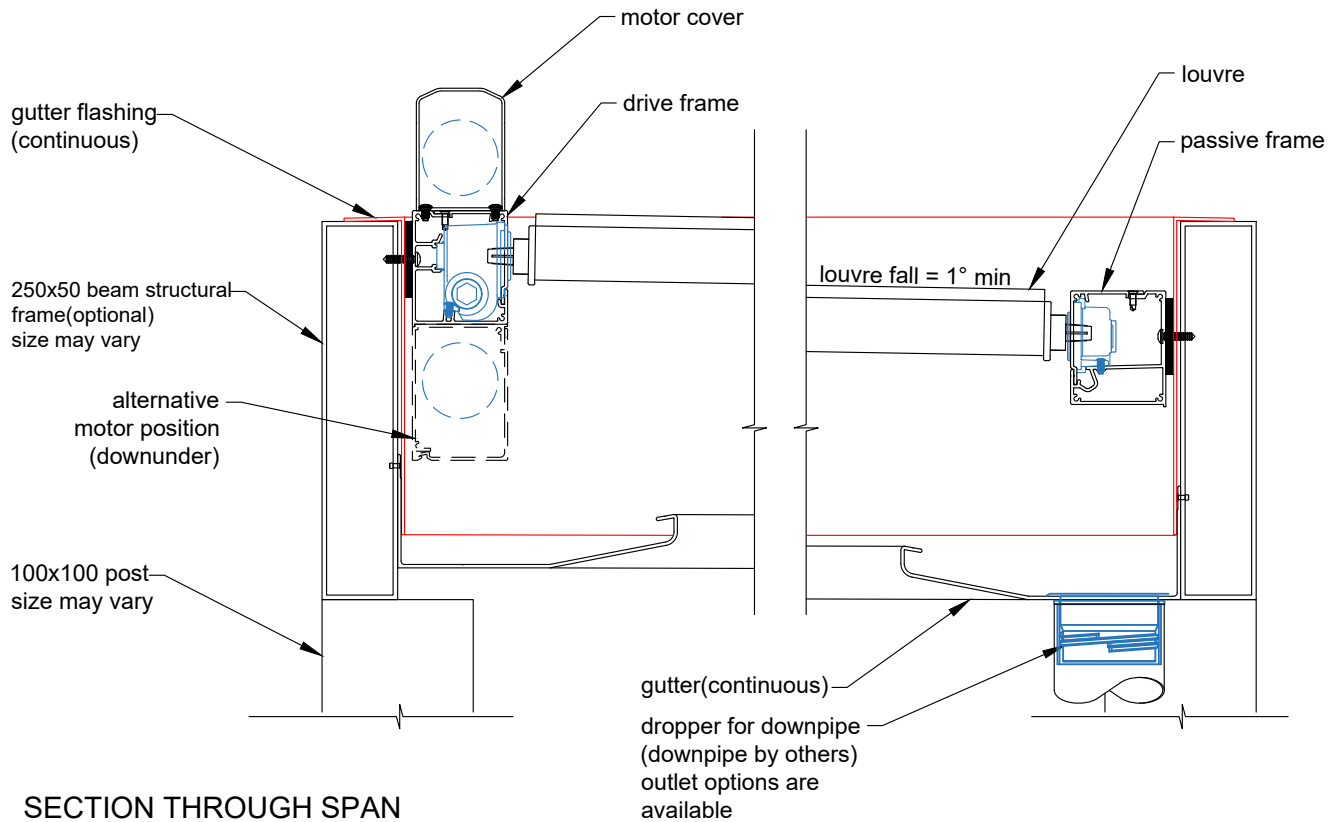 motor cover
louvre
gutter flashing
(continuous)
drive frame
passive frame
louvre fall = 1° min
250x50 beam structural
frame(optional)
size may vary
alternative
motor position
(downunder)
100x100 post
size may vary
gutter(continuous)
dropper for downpipe
(downpipe by others)
outlet options are
available
SECTION THROUGH SPAN